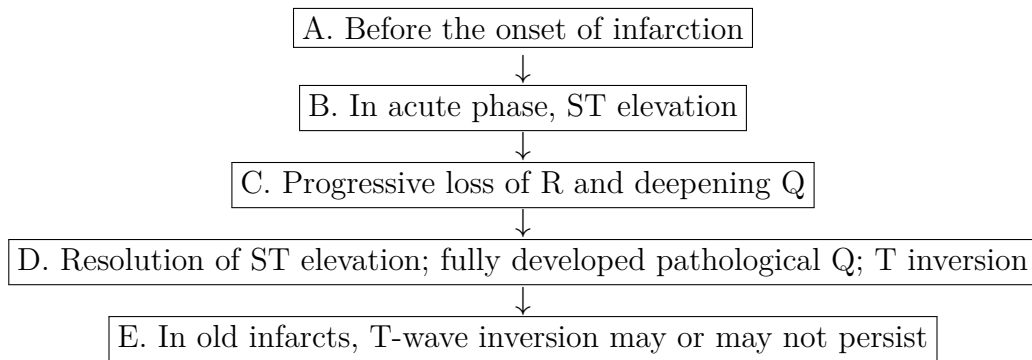 A. Before the onset of infarction
↓
B. In acute phase, ST elevation
↓
C. Progressive loss of R and deepening Q
↓
D. Resolution of ST elevation; fully developed pathological Q; T inversion
↓
E. In old infarcts, T-wave inversion may or may not persist